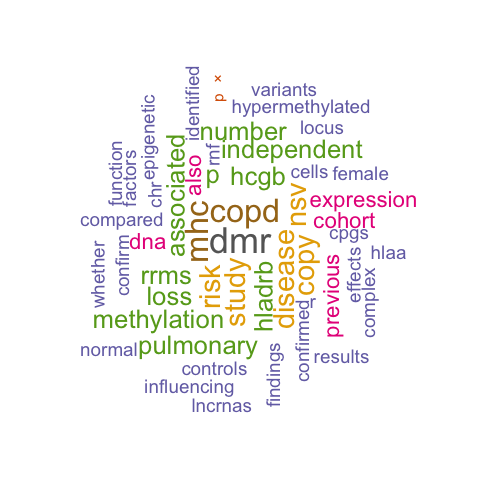 ×
p
identified
variants
hypermethylated
epigenetic
number
locus
function
factors
associated
rnf
independent
also
p
hcgb
cells
female
chr
nsv
expression
compared
mhc
copd
cohort
dna
dmr
cpgs
whether
confirm
hlaa
rrms
risk
study
hladrb
disease
copy
r
previous
effects
complex
loss
methylation
confirmed
normal
pulmonary
findings
results
controls
influencing
lncrnas